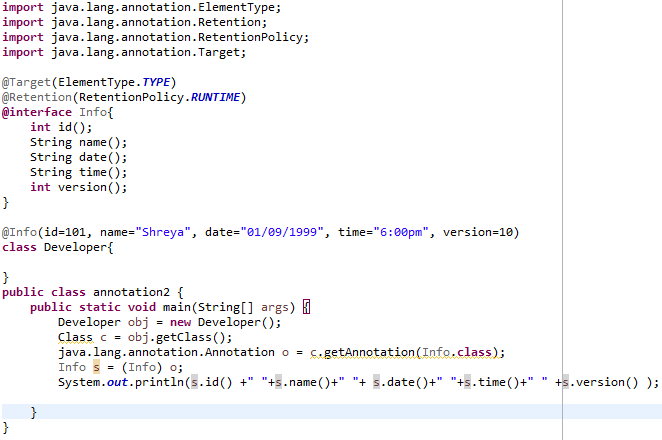 import java.lang.annotation.ElementType;
import java.lang.annotation.Retention;
import java.lang.annotation.RetentionPolicy;
import java.lang.annotation.Target;

@Target(ElementType.TYPE)
@Retention(RetentionPolicy.RUNTIME)
@interface Info{
    int id();
    String name();
    String date();
    String time();
    int version();
}

@Info(id=101, name="Shreya", date="01/09/1999", time="6:00pm", version=10)
class Developer{

}
public class annotation2 {
    public static void main(String[] args) {
        Developer obj = new Developer();
        Class c = obj.getClass();
        java.lang.annotation.Annotation o = c.getAnnotation(Info.class);
        Info s = (Info) o;
        System.out.println(s.id() +" "+s.name()+" "+ s.date()+" "+s.time()+" " +s.version() );

    }
}